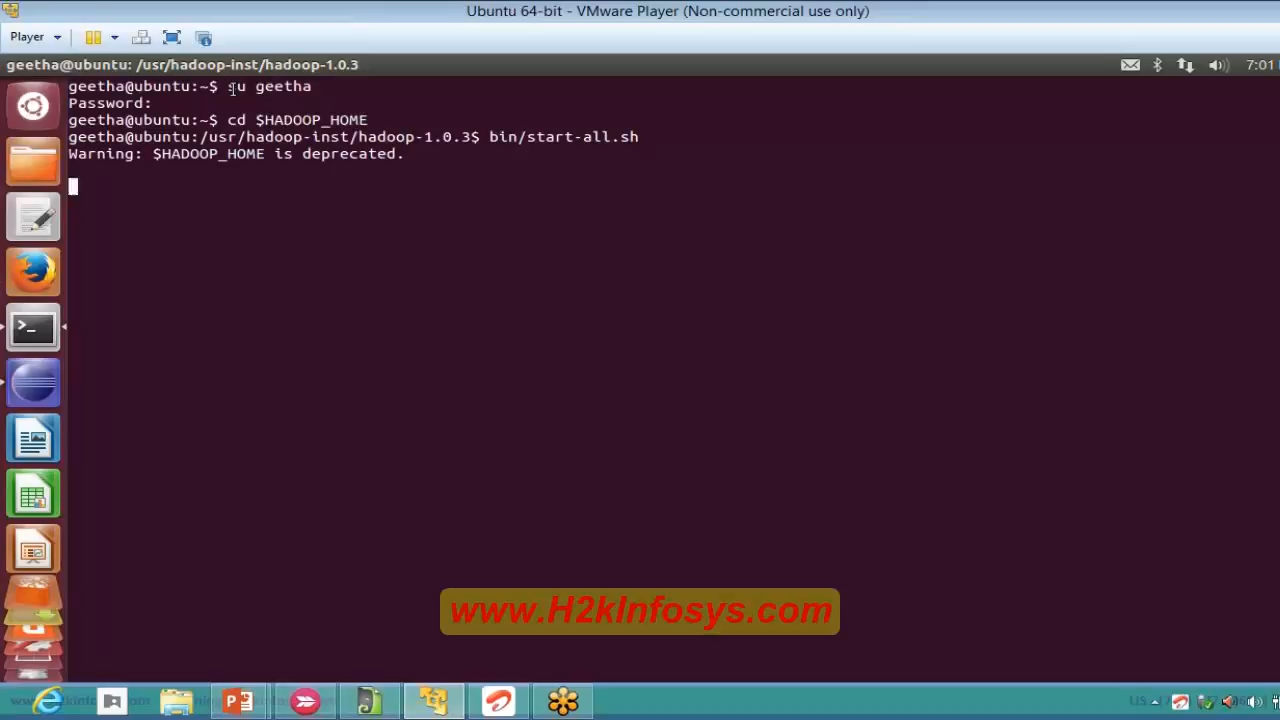 Ubuntu 64-bit - VMware Player (Non-commercial use only)
Player
geetha@ubuntu: /usr/hadoop-inst/hadoop-1.0.3
7:01
geetha@ubuntu:~$ su geetha
Password:
geetha@ubuntu:~$ cd $HADOOP_HOME
geetha@ubuntu:/usr/hadoop-inst/hadoop-1.0.3$ bin/start-all.sh
Warning: $HADOOP_HOME is deprecated.
www.H2kInfosys.com
US